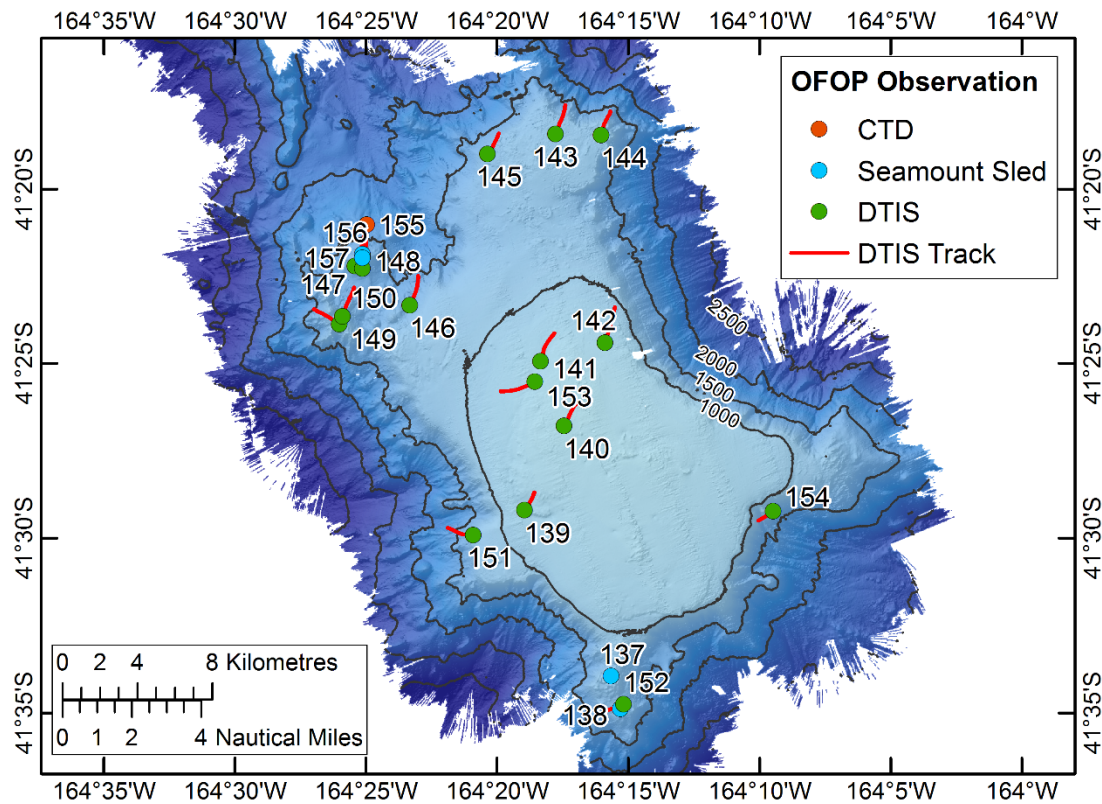 164°35'W 164°30'W 164°25'W 164°20'W 164°15'W 164°10'W 164°5'W 164°W
OFOP Observation
CTD
Seamount Sled
DTIS
DTIS Track
41°20'S
41°25'S
41°30'S
41°35'S
41°20'S
41°25'S
41°30'S
41°35'S
143
144
145
155
156
157
148
147
150
146
149
142
141
153
140
139
151
154
137
152
138
2500
2000
1500
1000
0 2 4 8 Kilometres
0 1 2 4 Nautical Miles
164°35'W 164°30'W 164°25'W 164°20'W 164°15'W 164°10'W 164°5'W 164°W